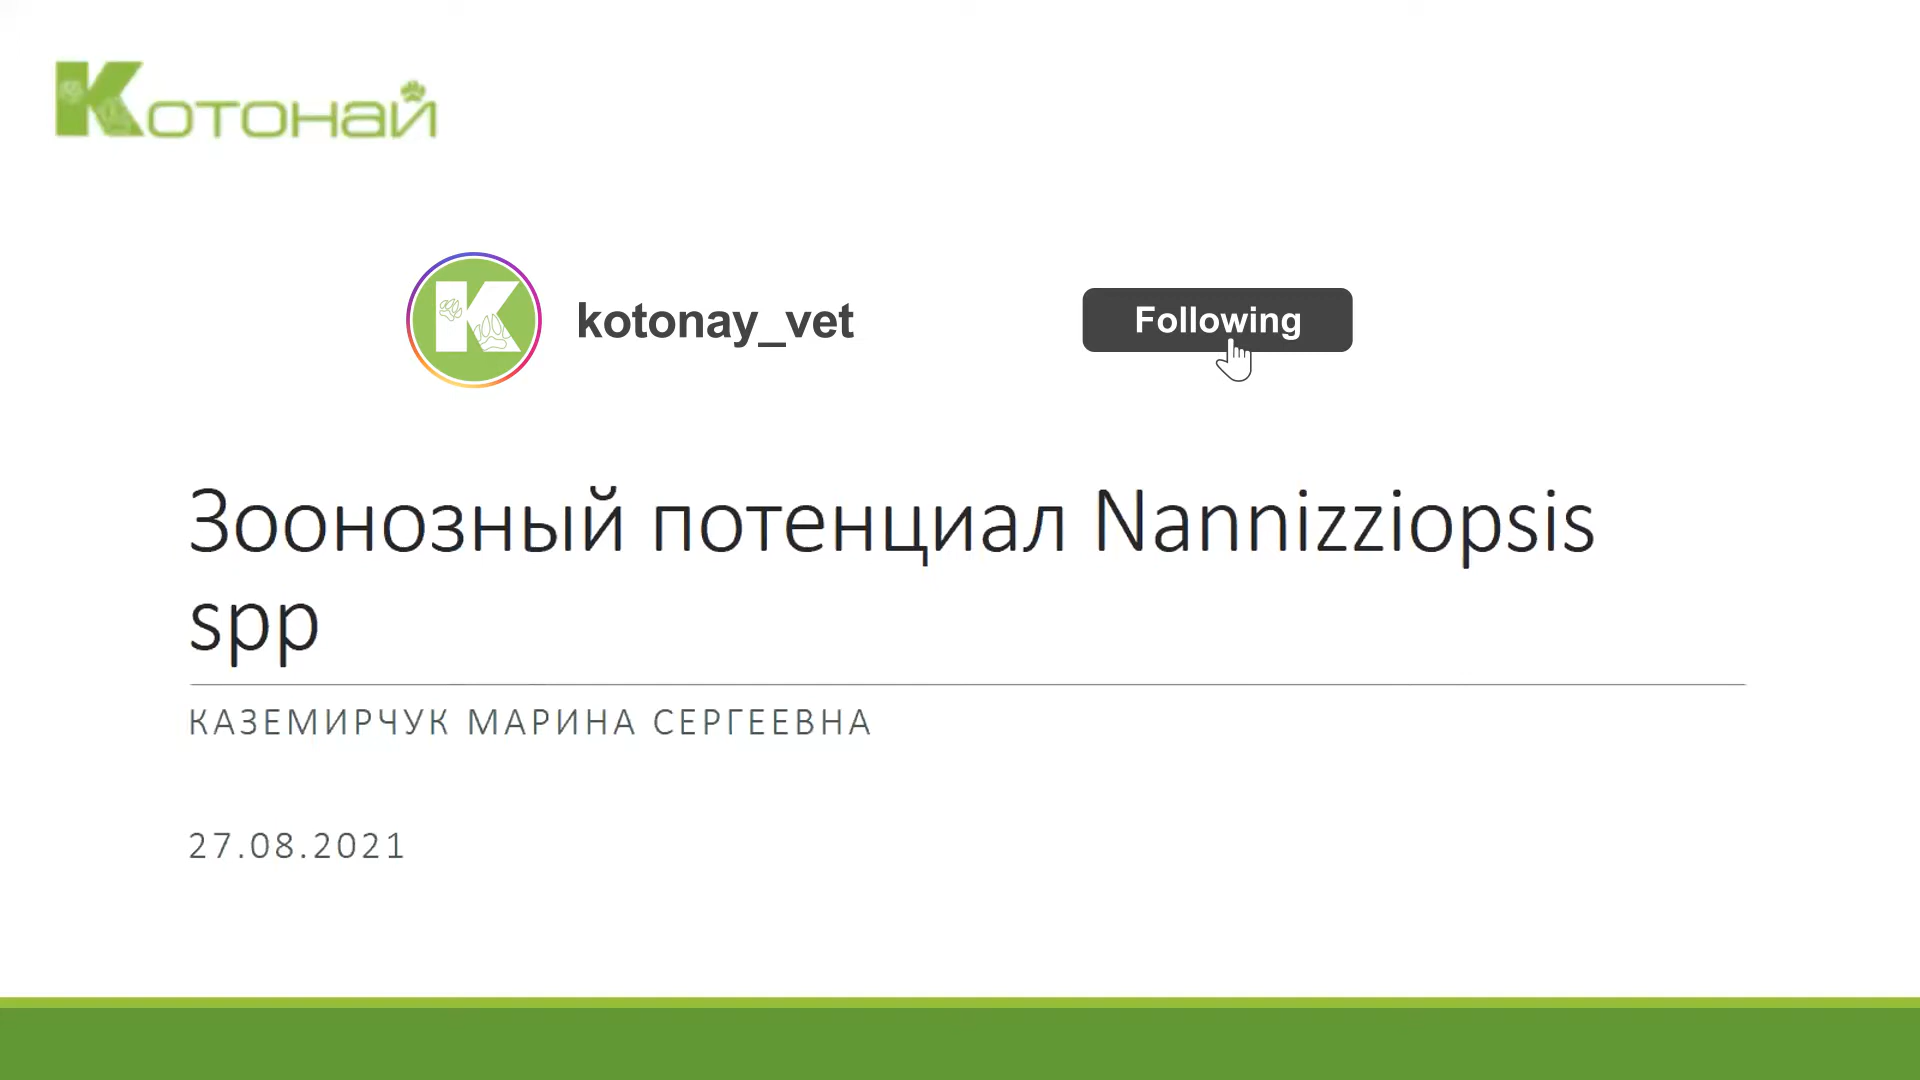 Котонай
kotonay_vet
Following
Зоонозный потенциал Nannizziopsis
spp
КАЗЕМИРЧУК МАРИНА СЕРГЕЕВНА
27.08.2021